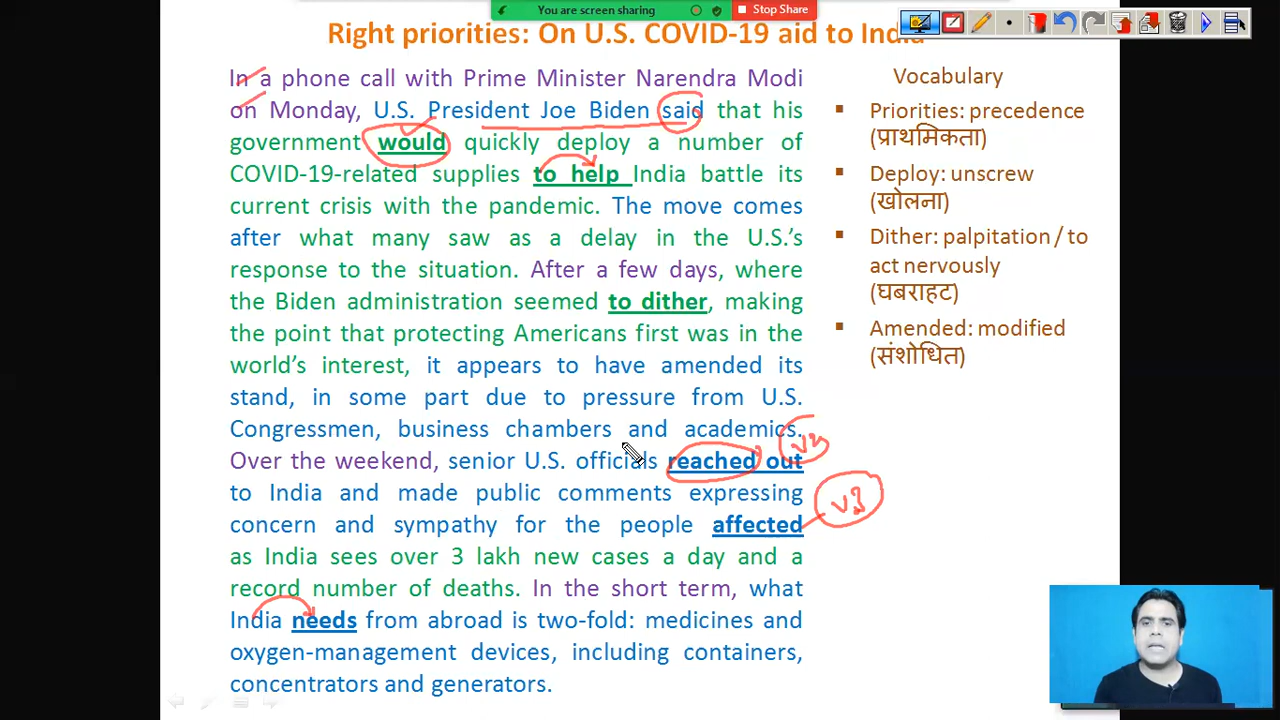 You are screen sharing
Stop Share
Right priorities: On U.S. COVID-19 aid to India
In a phone call with Prime Minister Narendra Modi
on Monday, U.S. President Joe Biden said that his
government would quickly deploy a number of
COVID-19-related supplies to help India battle its
current crisis with the pandemic. The move comes
after what many saw as a delay in the U.S.'s
response to the situation. After a few days, where
the Biden administration seemed to dither, making
the point that protecting Americans first was in the
world's interest, it appears to have amended its
stand, in some part due to pressure from U.S.
Congressmen, business chambers and academics.
Over the weekend, senior U.S. officials reached out
to India and made public comments expressing
concern and sympathy for the people affected
as India sees over 3 lakh new cases a day and a
record number of deaths. In the short term, what
India needs from abroad is two-fold: medicines and
oxygen-management devices, including containers,
concentrators and generators.
V2
V3
Vocabulary
▪ Priorities: precedence
(प्राथमिकता)
▪ Deploy: unscrew
(खोलना)
▪ Dither: palpitation / to
act nervously
(घबराहट)
▪ Amended: modified
(संशोधित)